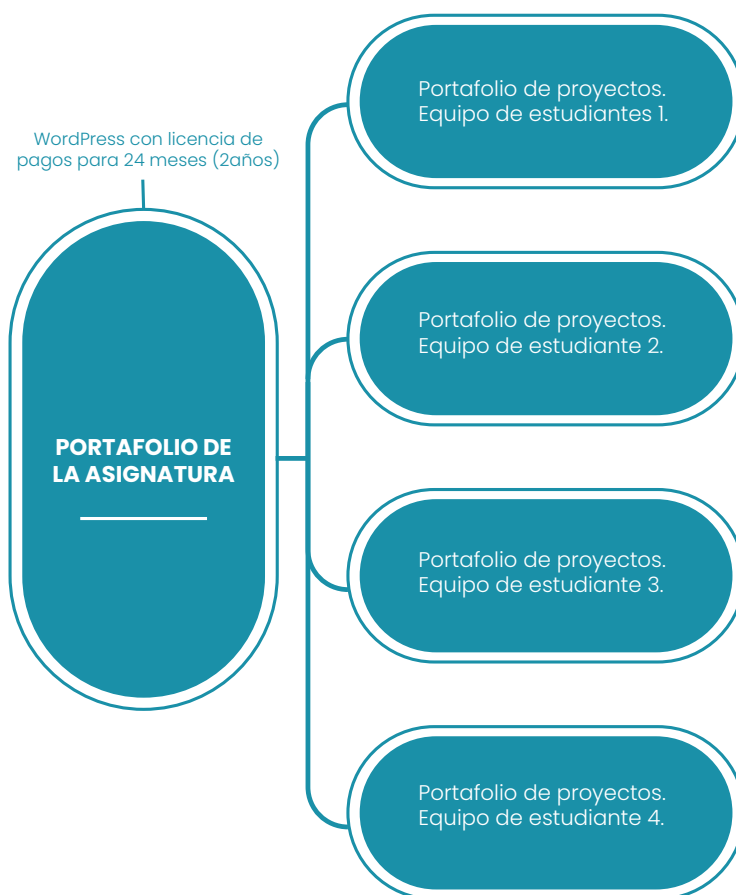 WordPress con licencia de
pagos para 24 meses (2años)
PORTAFOLIO DE
LA ASIGNATURA
Portafolio de proyectos.
Equipo de estudiantes 1.
Portafolio de proyectos.
Equipo de estudiante 2.
Portafolio de proyectos.
Equipo de estudiante 3.
Portafolio de proyectos.
Equipo de estudiante 4.